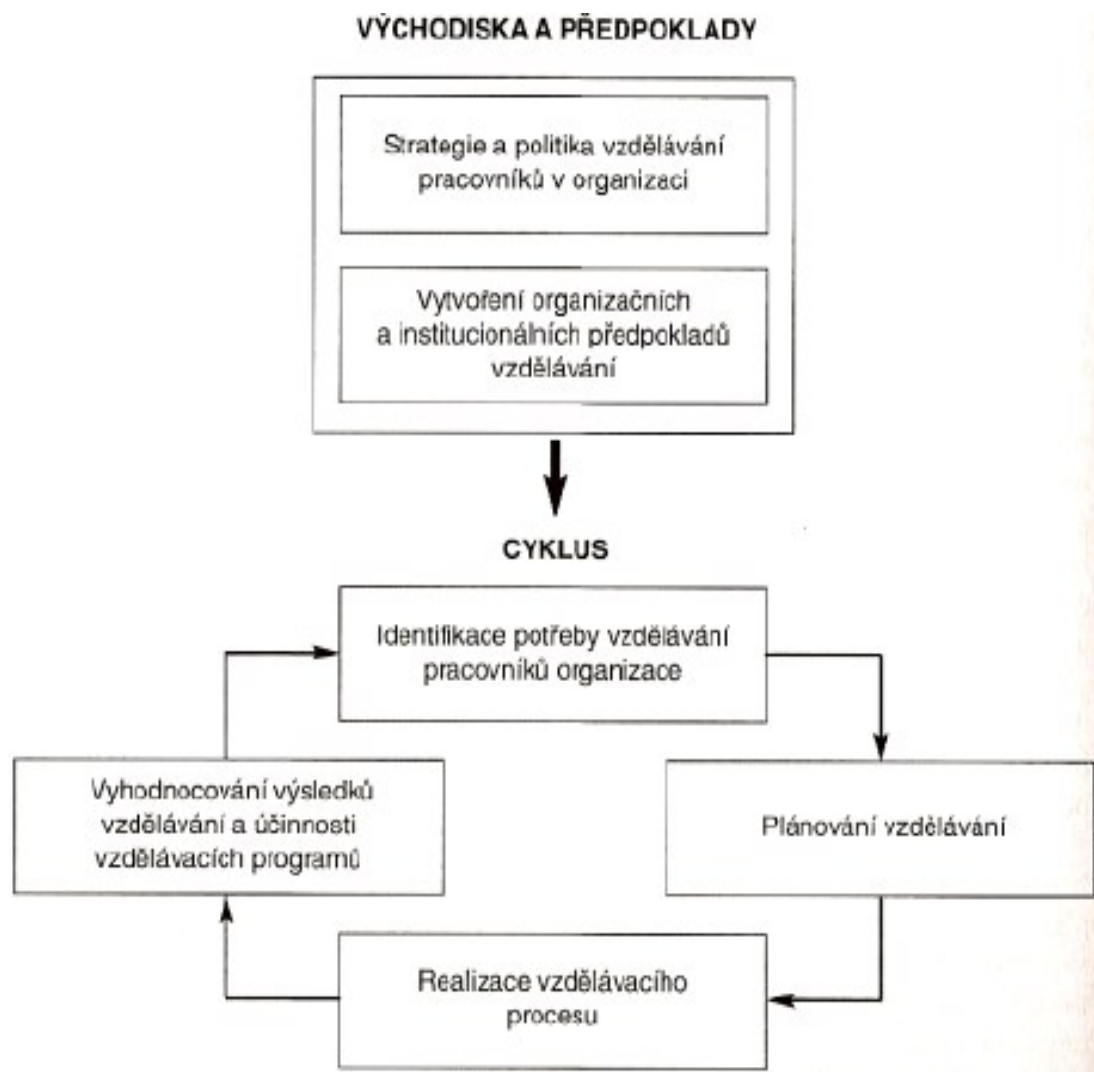 VÝCHODISKA A PŘEDPOKLADY
Strategie a politika vzdělávání
pracovníků v organizaci
Vytvoření organizačních
a institucionálních předpokladů
vzdělávání
CYKLUS
Identifikace potřeby vzdělávání
pracovníků organizace
Plánování vzdělávání
Realizace vzdělávacího
procesu
Vyhodnocování výsledků
vzdělávání a účinnosti
vzdělávacích programů